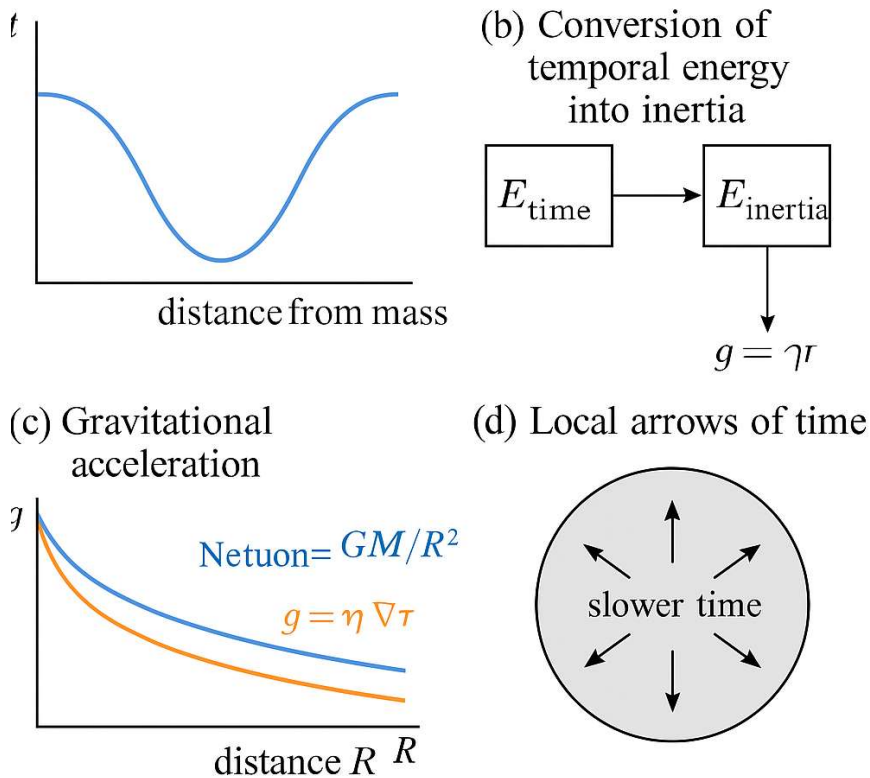 t
distance from mass
(b) Conversion of
temporal energy
into inertia
E_time
E_inertia
g = γτ
(c) Gravitational
acceleration
g
Netuon= GM/R²
g = η ∇τ
distance R R
(d) Local arrows of time
slower time